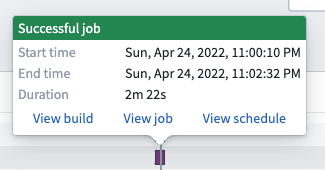 Successful job
Start time Sun, Apr 24, 2022, 11:00:10 PM
End time Sun, Apr 24, 2022, 11:02:32 PM
Duration 2m 22s
View build View job View schedule